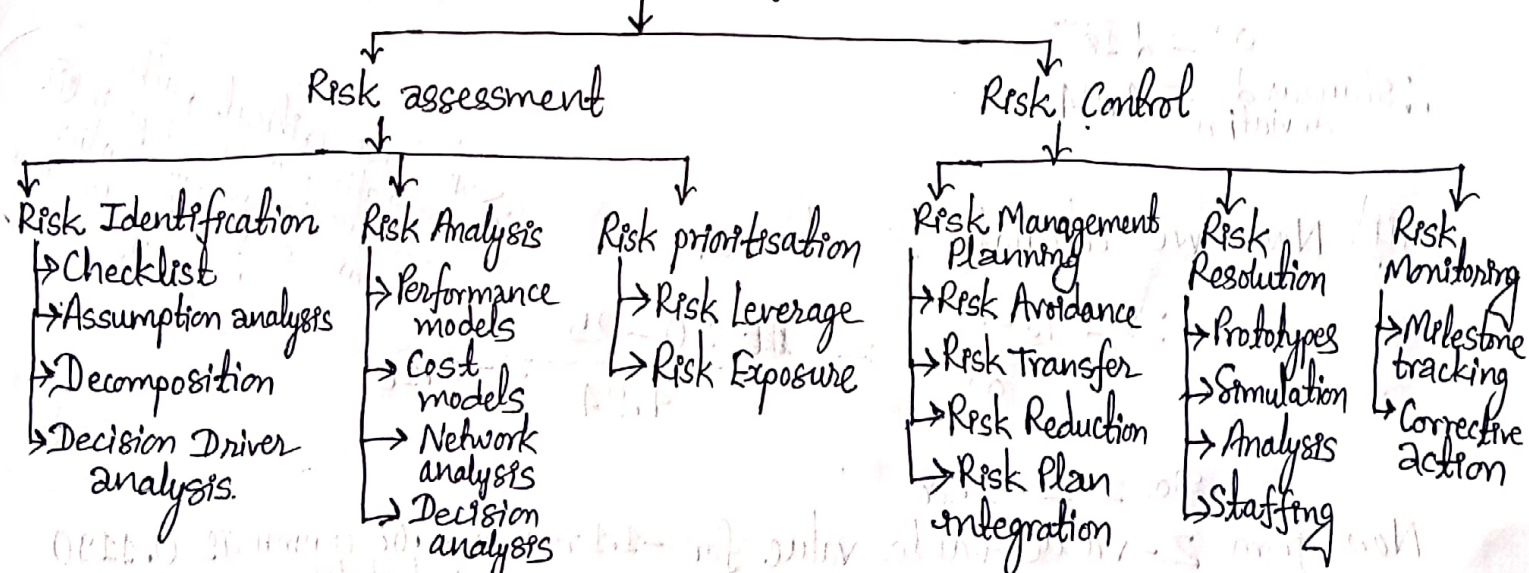 Risk assessment
Risk Control
Risk Identification
Checklist
Assumption analysis
Decomposition
Decision Driver
analysis.
Risk Analysis
Performance
models
Cost
models
Network
analysis
Decision
analysis
Risk prioritisation
Risk Leverage
Risk Exposure
Risk Management
Planning
Risk Avoidance
Risk Transfer
Risk Reduction
Risk Plan
integration
Risk
Resolution
Prototypes
Simulation
Analysis
Staffing
Risk
Monitoring
Milestone
tracking
Corrective
action